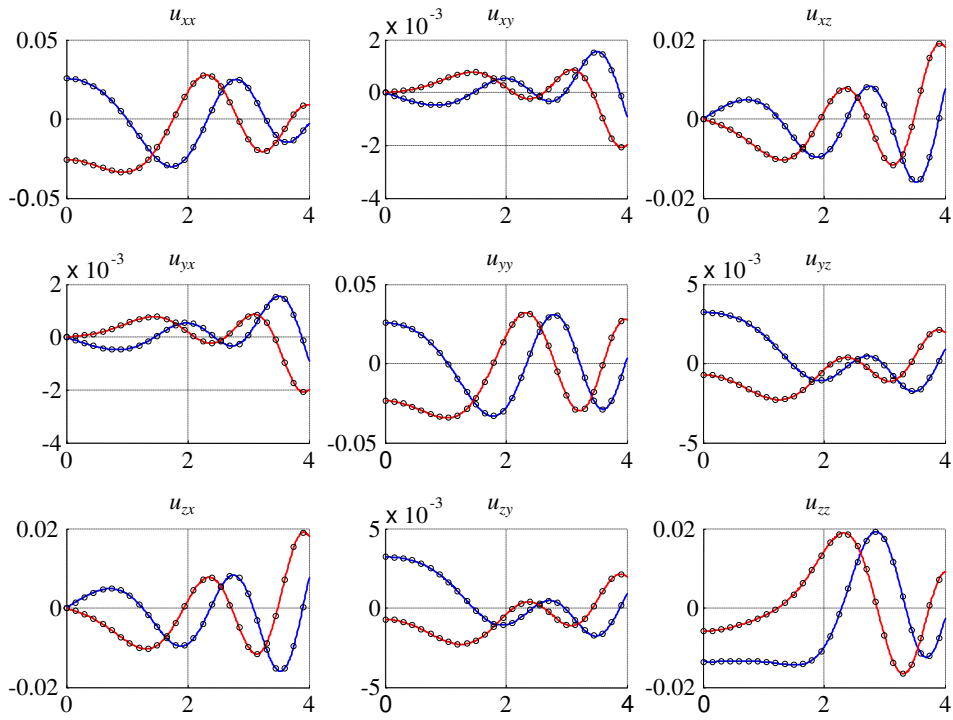 u_xx u_xy u_xz
× 10^-3
0.05 2 0.02
0 0 0
-2
-0.05 -4 -0.02
0 2 4 0 2 4 0 2 4
u_yx u_yy u_yz
× 10^-3 × 10^-3
2 0.05 5
0 0 0
-2
-4 -0.05 -5
0 2 4 0 2 4 0 2 4
u_zx u_zy u_zz
× 10^-3
0.02 5 0.02
0 0 0
-0.02 -5 -0.02
0 2 4 0 2 4 0 2 4